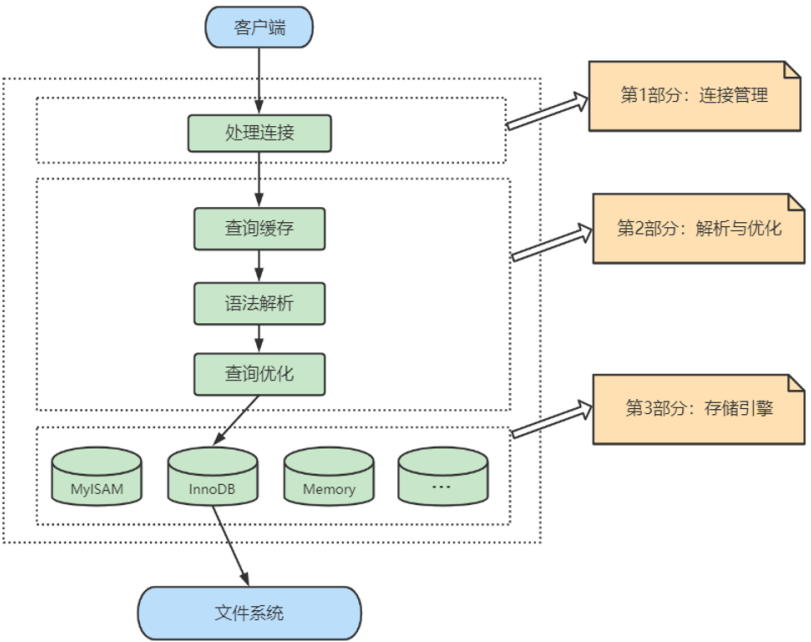 客户端
处理连接
第1部分：连接管理
查询缓存
第2部分：解析与优化
语法解析
查询优化
第3部分：存储引擎
MyISAM
InnoDB
Memory
...
文件系统